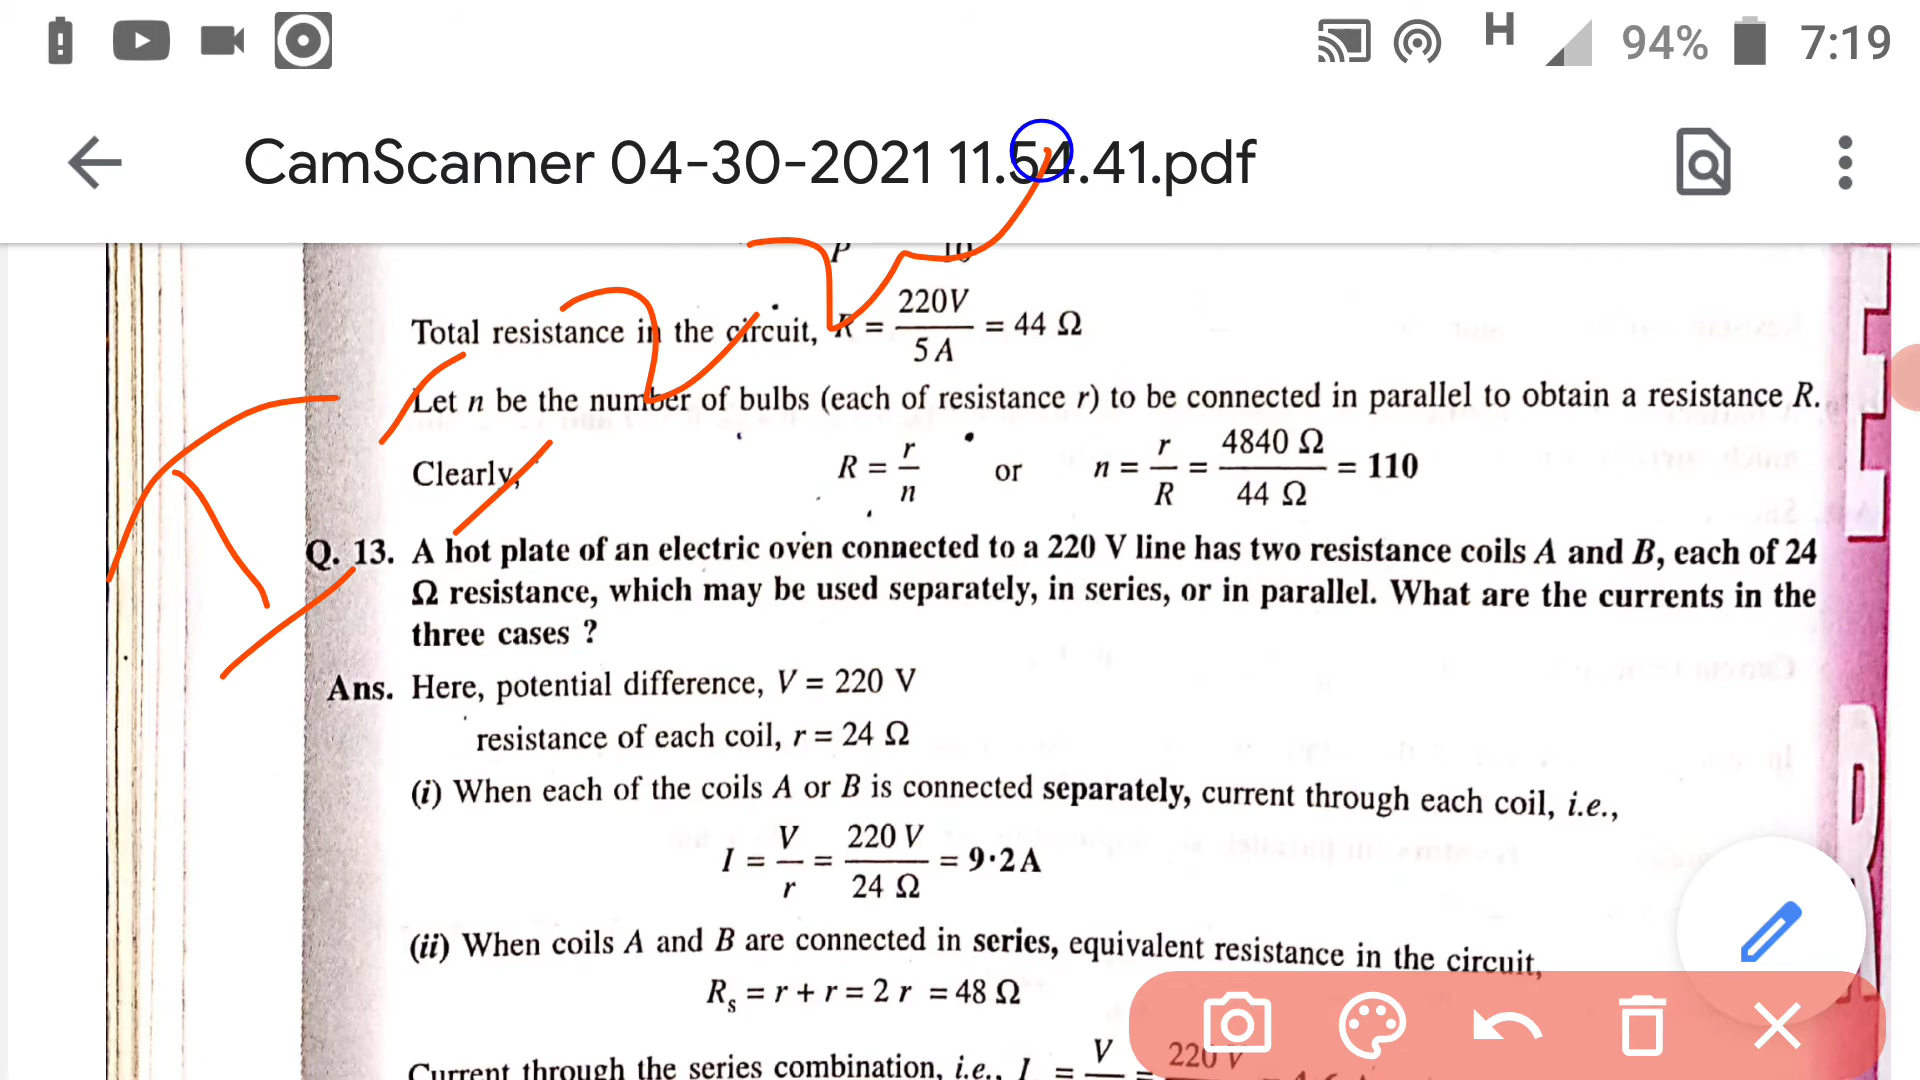 H 94% 7:19
CamScanner 04-30-2021 11.54.41.pdf
P 10
Total resistance in the circuit, R = 220V / 5 A = 44 Ω
Let n be the number of bulbs (each of resistance r) to be connected in parallel to obtain a resistance R.
Clearly, R = r / n or n = r / R = 4840 Ω / 44 Ω = 110
Q. 13. A hot plate of an electric oven connected to a 220 V line has two resistance coils A and B, each of 24
Ω resistance, which may be used separately, in series, or in parallel. What are the currents in the
three cases ?
Ans. Here, potential difference, V = 220 V
resistance of each coil, r = 24 Ω
(i) When each of the coils A or B is connected separately, current through each coil, i.e.,
I = V / r = 220 V / 24 Ω = 9·2 A
(ii) When coils A and B are connected in series, equivalent resistance in the circuit,
Rs = r + r = 2 r = 48 Ω
Current through the series combination, i.e., I = V = 220 V